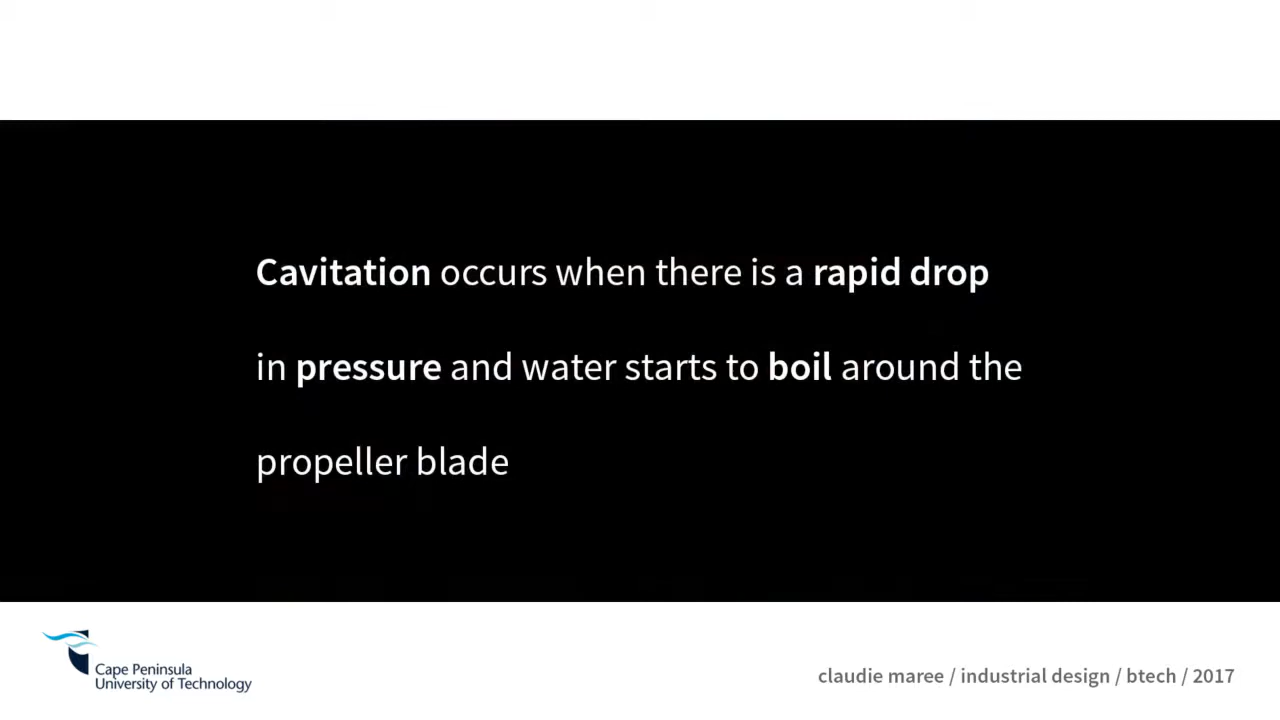 Cavitation occurs when there is a rapid drop
in pressure and water starts to boil around the
propeller blade
Cape Peninsula
University of Technology
claudie maree / industrial design / btech / 2017